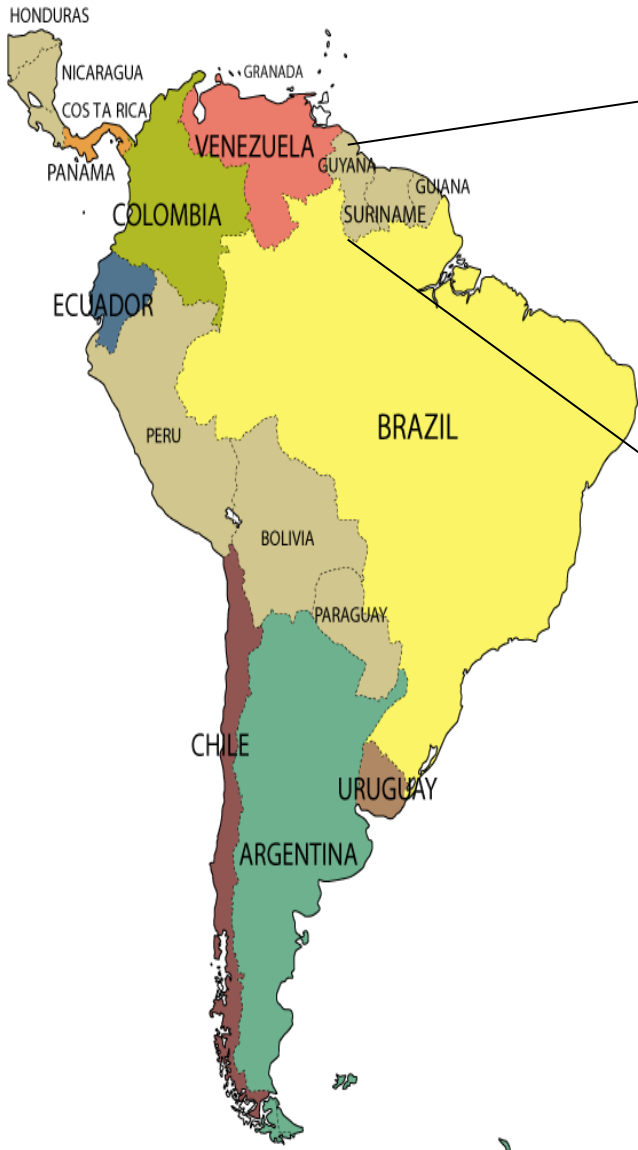 HONDURAS
NICARAGUA
GRANADA
COS TA RICA
VENEZUELA
PANAMA
GUYANA
GUIANA
COLOMBIA
SURINAME
ECUADOR
BRAZIL
PERU
BOLIVIA
PARAGUAY
CHILE
URUGUAY
ARGENTINA